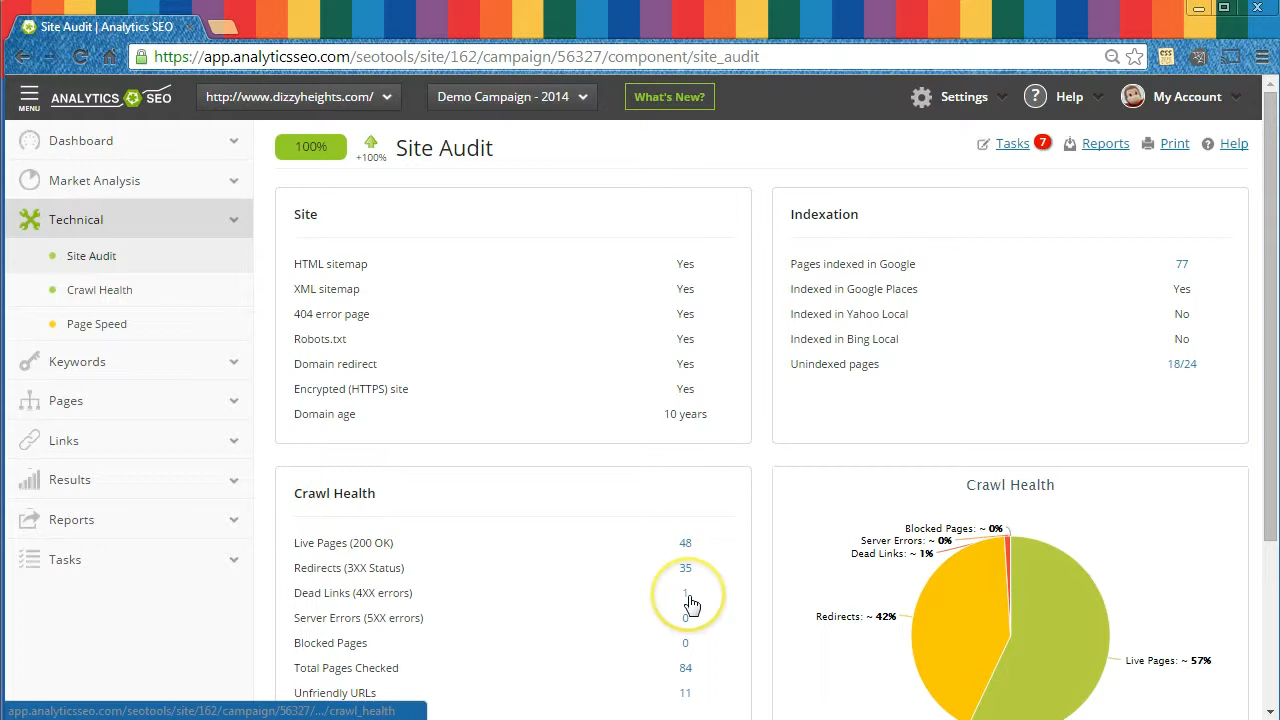 Site Audit | Analytics SEO
https://app.analyticsseo.com/seotools/site/162/campaign/56327/component/site_audit
MENU
ANALYTICS SEO
http://www.dizzyheights.com/
Demo Campaign - 2014
What's New?
Settings
? Help
My Account
Dashboard
Market Analysis
Technical
Site Audit
Crawl Health
Page Speed
Keywords
Pages
Links
Results
Reports
Tasks
100%
+100%
Site Audit
Tasks 7
Reports
Print
? Help
Site
HTML sitemap Yes
XML sitemap Yes
404 error page Yes
Robots.txt Yes
Domain redirect Yes
Encrypted (HTTPS) site Yes
Domain age 10 years
Indexation
Pages indexed in Google 77
Indexed in Google Places Yes
Indexed in Yahoo Local No
Indexed in Bing Local No
Unindexed pages 18/24
Crawl Health
Live Pages (200 OK) 48
Redirects (3XX Status) 35
Dead Links (4XX errors) 1
Server Errors (5XX errors) 0
Blocked Pages 0
Total Pages Checked 84
Unfriendly URLs 11
Crawl Health
Blocked Pages: ~ 0%
Server Errors: ~ 0%
Dead Links: ~ 1%
Redirects: ~ 42%
Live Pages: ~ 57%
app.analyticsseo.com/seotools/site/162/campaign/56327/.../crawl_health